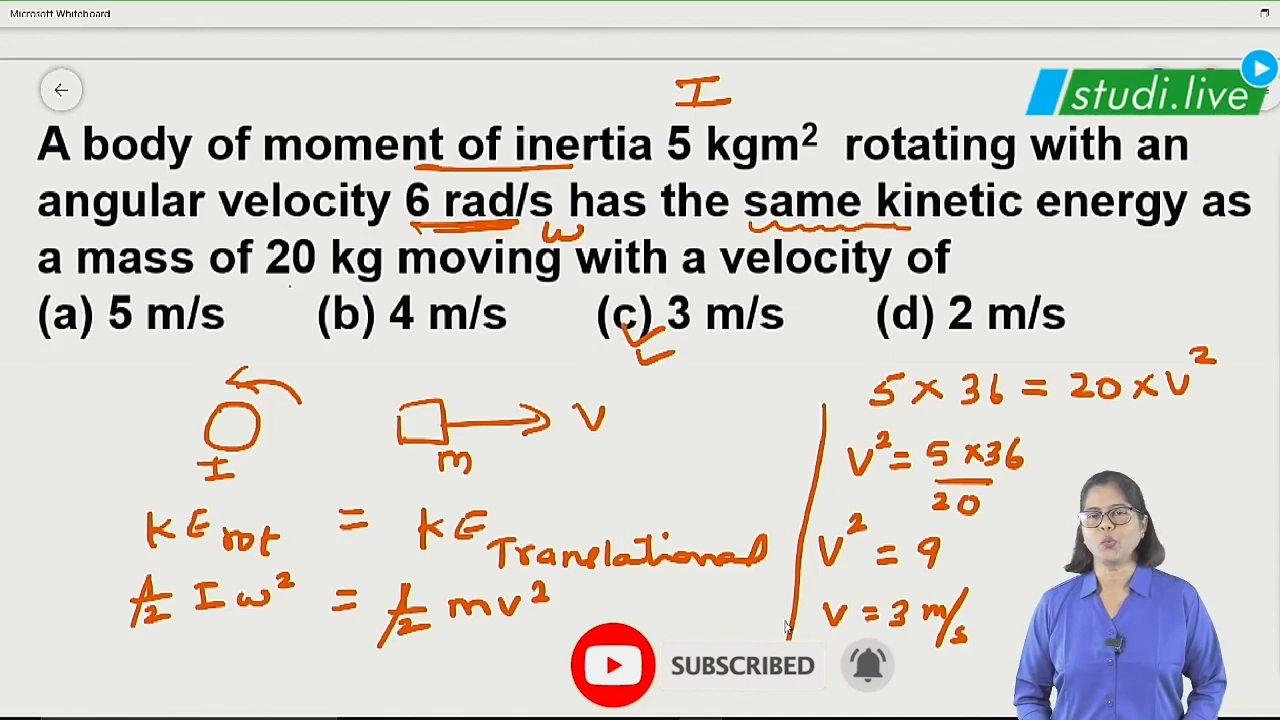 Microsoft Whiteboard
studi.live
I
A body of moment of inertia 5 kgm² rotating with an
angular velocity 6 rad/s has the same kinetic energy as
ω
a mass of 20 kg moving with a velocity of
(a) 5 m/s (b) 4 m/s (c) 3 m/s (d) 2 m/s
I
m
V
KE rot = KE Translational
1/2 I ω² = 1/2 mv²
5 × 36 = 20 × V²
V² = 5 × 36 / 20
V² = 9
V = 3 m/s
SUBSCRIBED